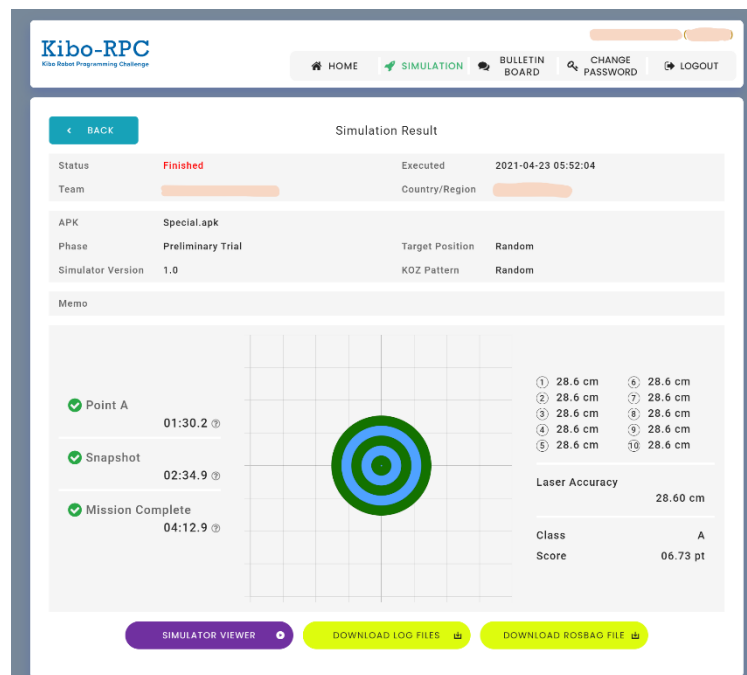 Kibo-RPC
Kibo Robot Programming Challenge
HOME
SIMULATION
BULLETIN BOARD
CHANGE PASSWORD
LOGOUT
BACK
Simulation Result
Status Finished Executed 2021-04-23 05:52:04
Team Country/Region
APK Special.apk
Phase Preliminary Trial Target Position Random
Simulator Version 1.0 KOZ Pattern Random
Memo
Point A
01:30.2
Snapshot
02:34.9
Mission Complete
04:12.9
1 28.6 cm 6 28.6 cm
2 28.6 cm 7 28.6 cm
3 28.6 cm 8 28.6 cm
4 28.6 cm 9 28.6 cm
5 28.6 cm 10 28.6 cm
Laser Accuracy
28.60 cm
Class A
Score 06.73 pt
SIMULATOR VIEWER
DOWNLOAD LOG FILES
DOWNLOAD ROSBAG FILE